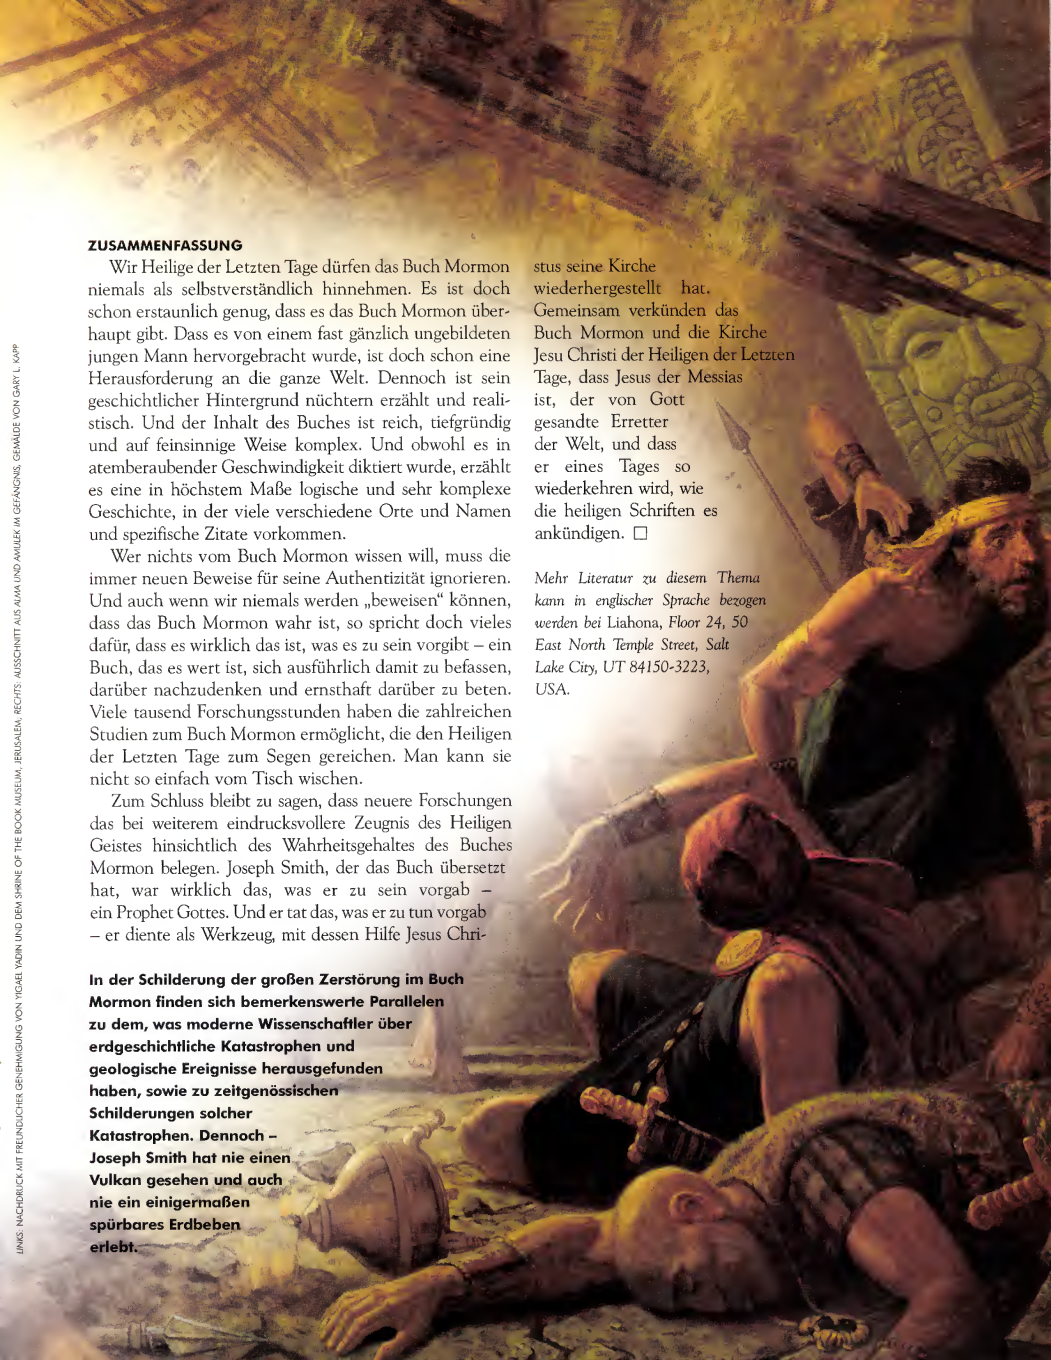 ZUSAMMENFASSUNG
Wir Heilige der Letzten Tage dürfen das Buch Mormon
niemals als selbstverständlich hinnehmen. Es ist doch
schon erstaunlich genug, dass es das Buch Mormon über-
haupt gibt. Dass es von einem fast gänzlich ungebildeten
jungen Mann hervorgebracht wurde, ist doch schon eine
Herausforderung an die ganze Welt. Dennoch ist sein
geschichtlicher Hintergrund nüchtern erzählt und reali-
stisch. Und der Inhalt des Buches ist reich, tiefgründig
und auf feinsinnige Weise komplex. Und obwohl es in
atemberaubender Geschwindigkeit diktiert wurde, erzählt
es eine in höchstem Maße logische und sehr komplexe
Geschichte, in der viele verschiedene Orte und Namen
und spezifische Zitate vorkommen.
Wer nichts vom Buch Mormon wissen will, muss die
immer neuen Beweise für seine Authentizität ignorieren.
Und auch wenn wir niemals werden „beweisen“ können,
dass das Buch Mormon wahr ist, so spricht doch vieles
dafür, dass es wirklich das ist, was es zu sein vorgibt – ein
Buch, das es wert ist, sich ausführlich damit zu befassen,
darüber nachzudenken und ernsthaft darüber zu beten.
Viele tausend Forschungsstunden haben die zahlreichen
Studien zum Buch Mormon ermöglicht, die den Heiligen
der Letzten Tage zum Segen gereichen. Man kann sie
nicht so einfach vom Tisch wischen.
Zum Schluss bleibt zu sagen, dass neuere Forschungen
das bei weiterem eindrucksvollere Zeugnis des Heiligen
Geistes hinsichtlich des Wahrheitsgehaltes des Buches
Mormon belegen. Joseph Smith, der das Buch übersetzt
hat, war wirklich das, was er zu sein vorgab –
ein Prophet Gottes. Und er tat das, was er zu tun vorgab
– er diente als Werkzeug, mit dessen Hilfe Jesus Chri-
stus seine Kirche
wiederhergestellt hat.
Gemeinsam verkünden das
Buch Mormon und die Kirche
Jesu Christi der Heiligen der Letzten
Tage, dass Jesus der Messias
ist, der von Gott
gesandte Erretter
der Welt, und dass
er eines Tages so
wiederkehren wird, wie
die heiligen Schriften es
ankündigen. □
Mehr Literatur zu diesem Thema
kann in englischer Sprache bezogen
werden bei Liahona, Floor 24, 50
East North Temple Street, Salt
Lake City, UT 84150-3223,
USA.
In der Schilderung der großen Zerstörung im Buch
Mormon finden sich bemerkenswerte Parallelen
zu dem, was moderne Wissenschaftler über
erdgeschichtliche Katastrophen und
geologische Ereignisse herausgefunden
haben, sowie zu zeitgenössischen
Schilderungen solcher
Katastrophen. Dennoch –
Joseph Smith hat nie einen
Vulkan gesehen und auch
nie ein einigermaßen
spürbares Erdbeben
erlebt.
LINKS: NACHDRUCK MIT FREUNDLICHER GENEHMIGUNG VON YIGAEL YADIN UND DEM SHRINE OF THE BOOK MUSEUM, JERUSALEM; RECHTS: AUSSCHNITT AUS ALMA UND AMULEK IM GEFÄNGNIS, GEMÄLDE VON GARY L. KAPP